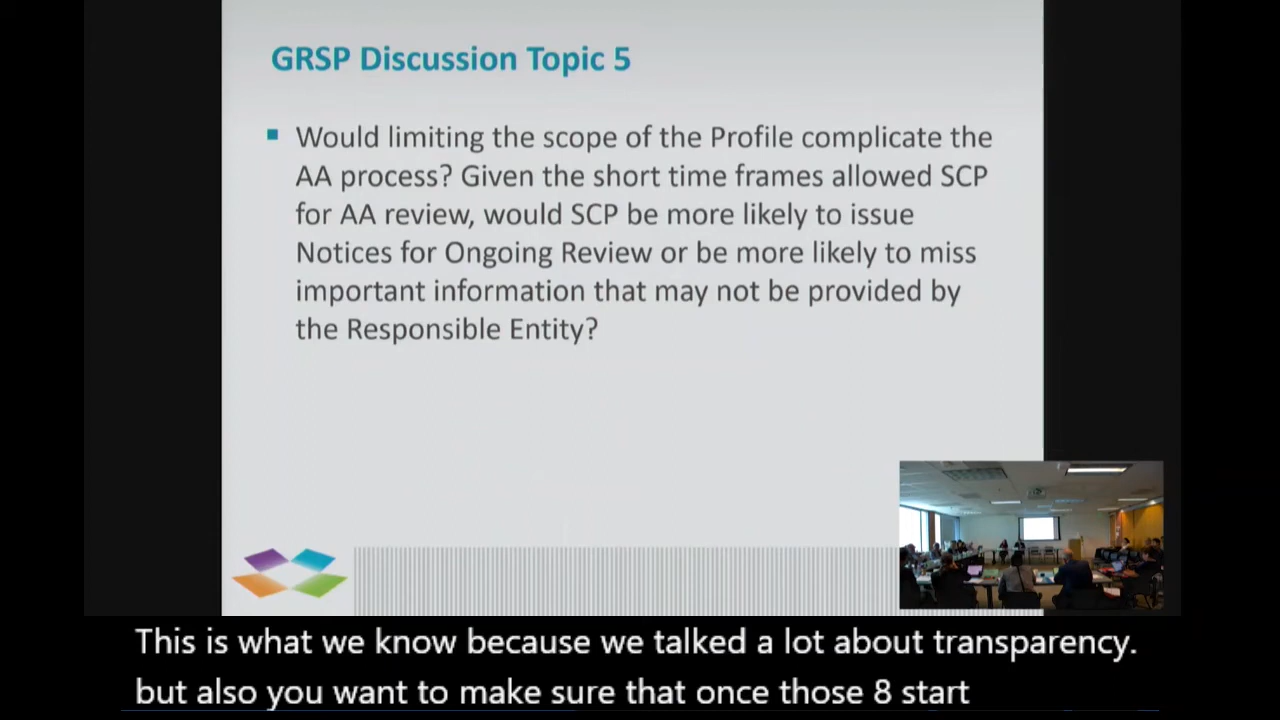 GRSP Discussion Topic 5
Would limiting the scope of the Profile complicate the
AA process? Given the short time frames allowed SCP
for AA review, would SCP be more likely to issue
Notices for Ongoing Review or be more likely to miss
important information that may not be provided by
the Responsible Entity?
This is what we know because we talked a lot about transparency.
but also you want to make sure that once those 8 start